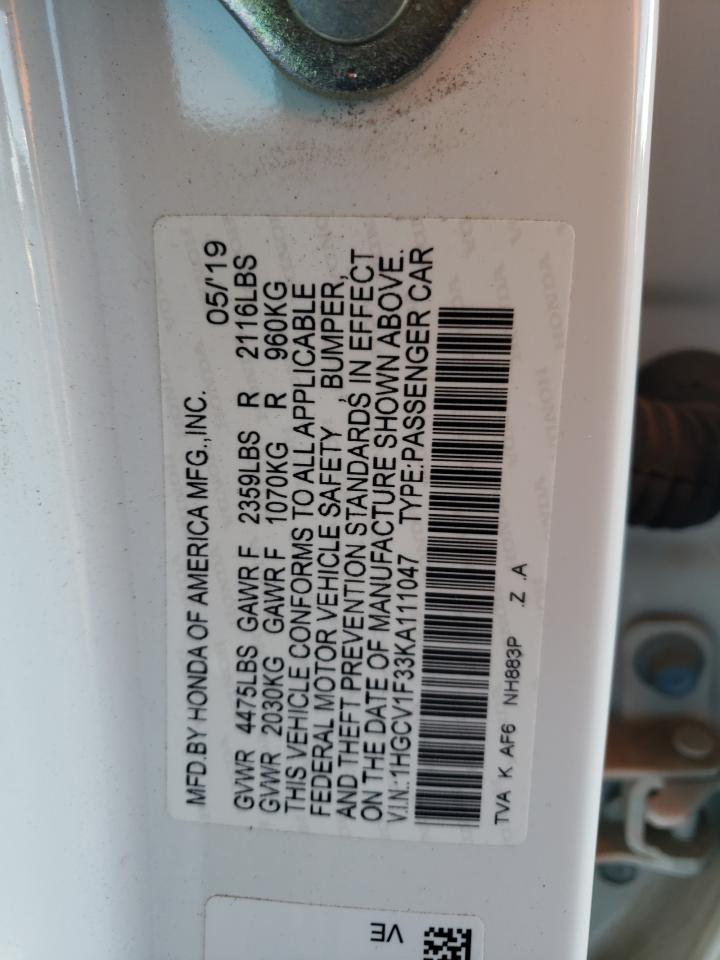 MFD.BY HONDA OF AMERICA MFG.,INC. 05/'19
GVWR 4475LBS GAWR F 2359LBS R 2116LBS
GVWR 2030KG GAWR F 1070KG R 960KG
THIS VEHICLE CONFORMS TO ALL APPLICABLE
FEDERAL MOTOR VEHICLE SAFETY , BUMPER,
AND THEFT PREVENTION STANDARDS IN EFFECT
ON THE DATE OF MANUFACTURE SHOWN ABOVE.
V.I.N.:1HGCV1F33KA111047 TYPE:PASSENGER CAR
TVA K AF6 NH883P .Z .A
VE